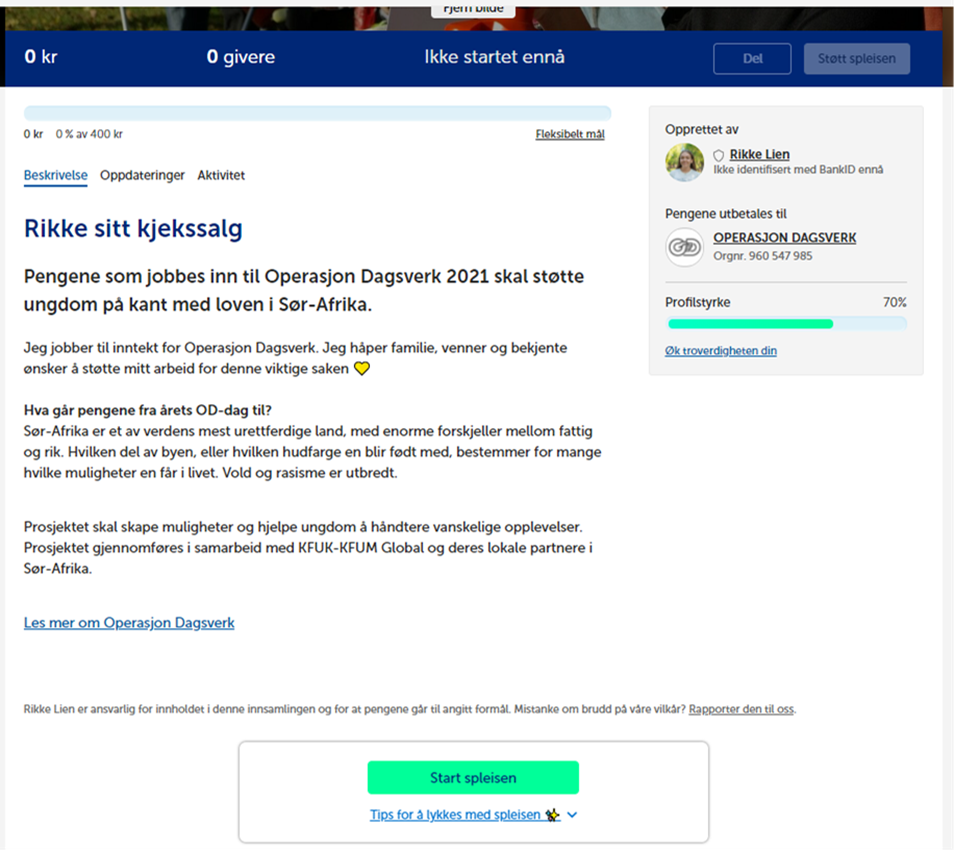 Fjern bilde
0 kr
0 givere
Ikke startet ennå
Del
Støtt spleisen
0 kr 0 % av 400 kr
Fleksibelt mål
Beskrivelse Oppdateringer Aktivitet
Rikke sitt kjekssalg
Pengene som jobbes inn til Operasjon Dagsverk 2021 skal støtte
ungdom på kant med loven i Sør-Afrika.
Jeg jobber til inntekt for Operasjon Dagsverk. Jeg håper familie, venner og bekjente
ønsker å støtte mitt arbeid for denne viktige saken 💛
Hva går pengene fra årets OD-dag til?
Sør-Afrika er et av verdens mest urettferdige land, med enorme forskjeller mellom fattig
og rik. Hvilken del av byen, eller hvilken hudfarge en blir født med, bestemmer for mange
hvilke muligheter en får i livet. Vold og rasisme er utbredt.
Prosjektet skal skape muligheter og hjelpe ungdom å håndtere vanskelige opplevelser.
Prosjektet gjennomføres i samarbeid med KFUK-KFUM Global og deres lokale partnere i
Sør-Afrika.
Les mer om Operasjon Dagsverk
Opprettet av
Rikke Lien
Ikke identifisert med BankID ennå
Pengene utbetales til
OD
OPERASJON DAGSVERK
Orgnr. 960 547 985
Profilstyrke 70%
Øk troverdigheten din
Rikke Lien er ansvarlig for innholdet i denne innsamlingen og for at pengene går til angitt formål. Mistanke om brudd på våre vilkår? Rapporter den til oss.
Start spleisen
Tips for å lykkes med spleisen